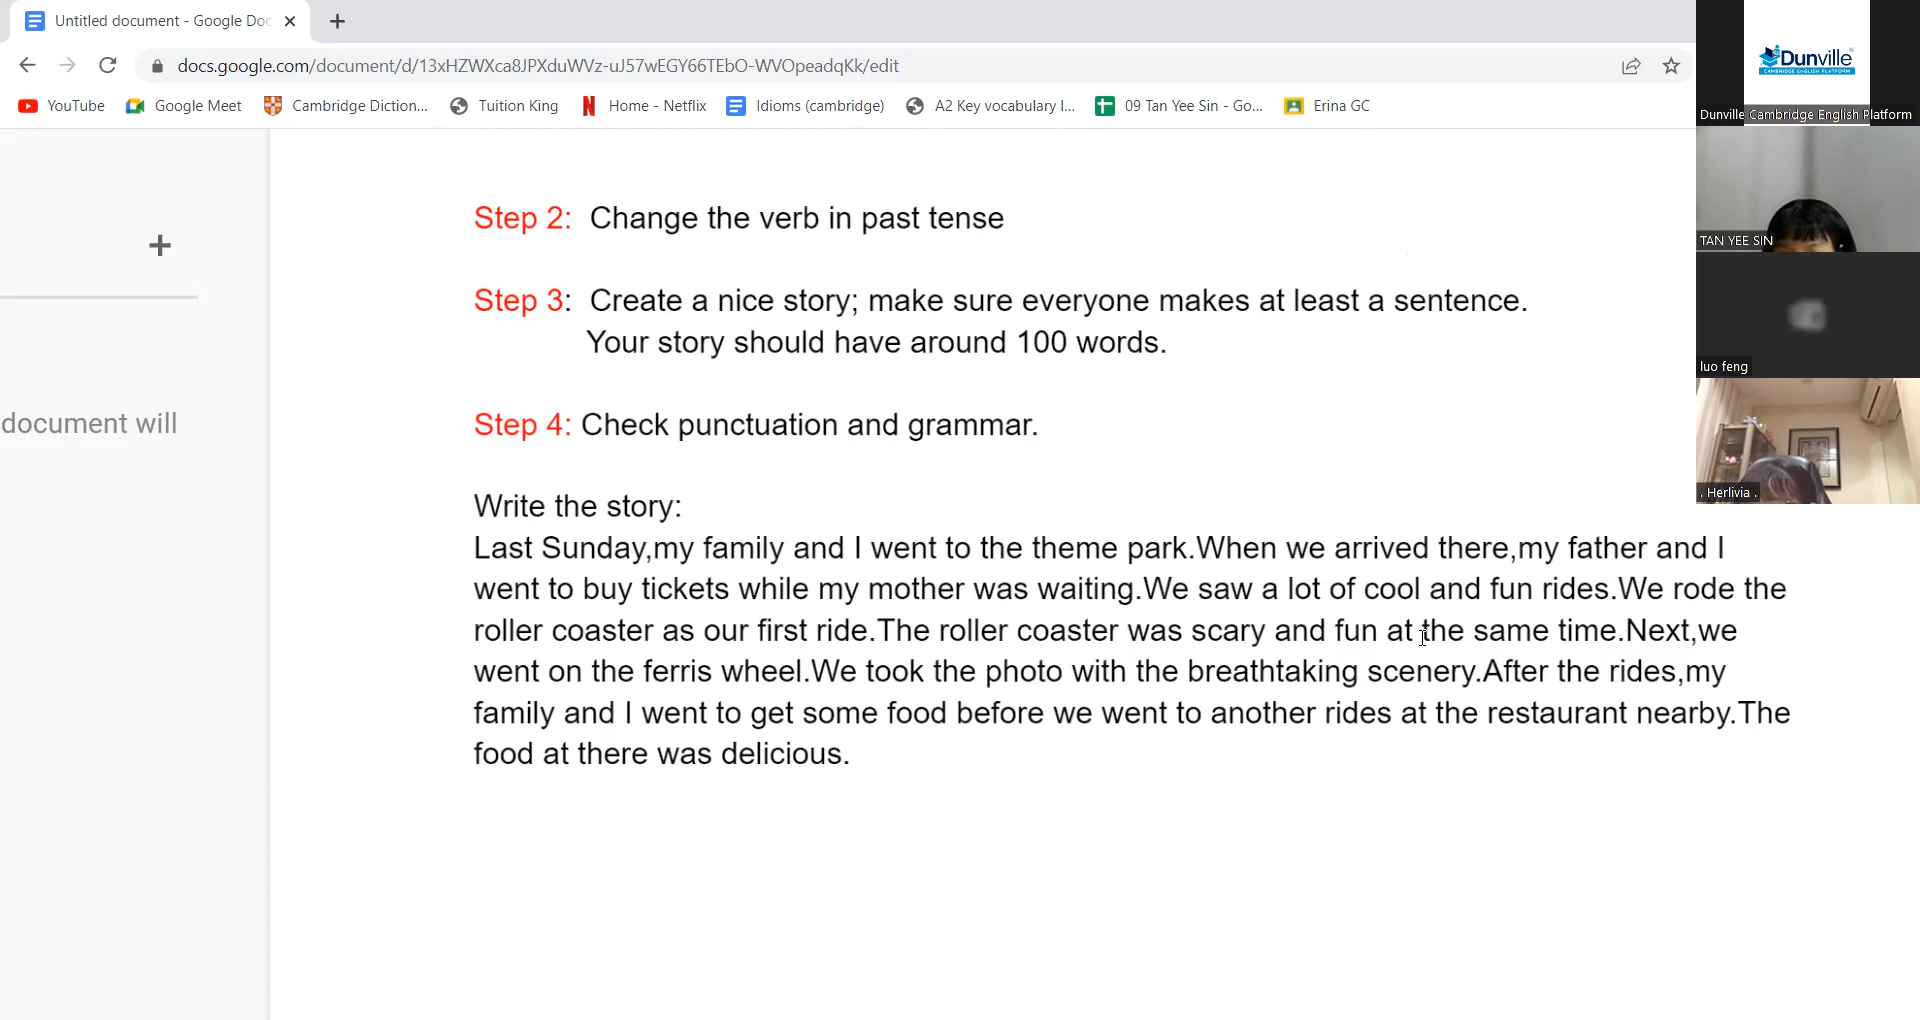 Untitled document - Google Doc
docs.google.com/document/d/13xHZWXca8JPXduWVz-uJ57wEGY66TEbO-WVOpeadqKk/edit
YouTube
Google Meet
Cambridge Diction...
Tuition King
Home - Netflix
Idioms (cambridge)
A2 Key vocabulary l...
09 Tan Yee Sin - Go...
Erina GC
Dunville
CAMBRIDGE ENGLISH PLATFORM
Dunville Cambridge English Platform
TAN YEE SIN
luo feng
. Herlivia .
document will
Step 2: Change the verb in past tense
Step 3: Create a nice story; make sure everyone makes at least a sentence.
Your story should have around 100 words.
Step 4: Check punctuation and grammar.
Write the story:
Last Sunday,my family and I went to the theme park.When we arrived there,my father and I
went to buy tickets while my mother was waiting.We saw a lot of cool and fun rides.We rode the
roller coaster as our first ride.The roller coaster was scary and fun at the same time.Next,we
went on the ferris wheel.We took the photo with the breathtaking scenery.After the rides,my
family and I went to get some food before we went to another rides at the restaurant nearby.The
food at there was delicious.